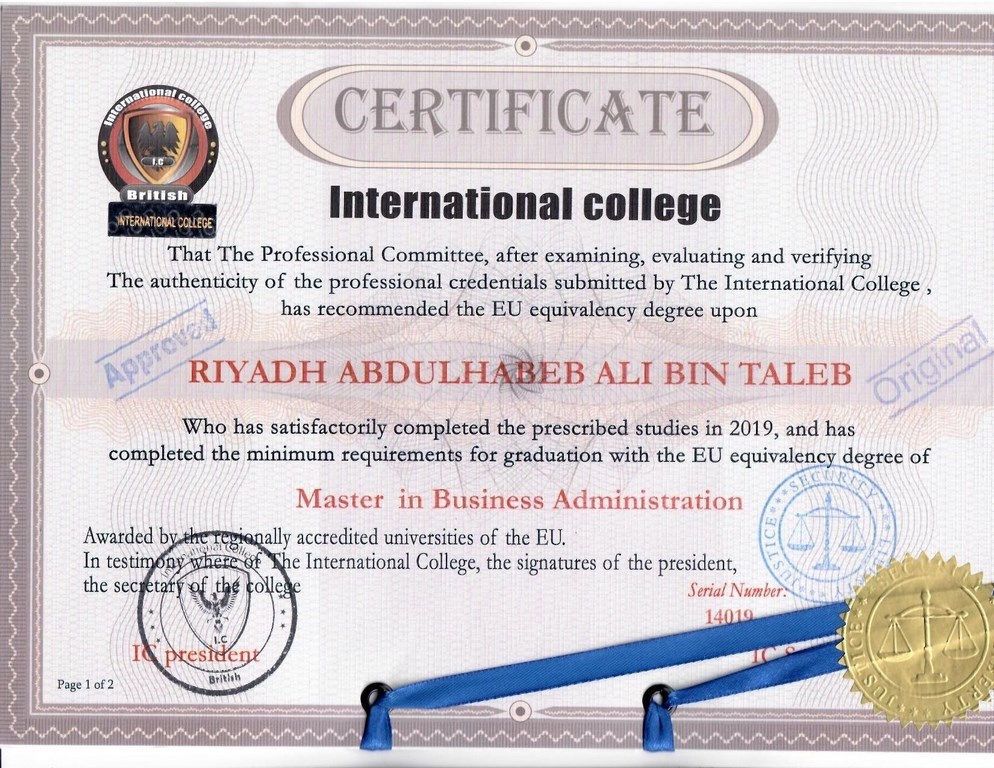 CERTIFICATE
International college
British
I.C
INTERNATIONAL COLLEGE
International college
That The Professional Committee, after examining, evaluating and verifying
The authenticity of the professional credentials submitted by The International College ,
has recommended the EU equivalency degree upon
Approved
Original
RIYADH ABDULHABEB ALI BIN TALEB
Who has satisfactorily completed the prescribed studies in 2019, and has
completed the minimum requirements for graduation with the EU equivalency degree of
Master in Business Administration
SECURITY
JUSTICE
Awarded by the regionally accredited universities of the EU.
In testimony where of The International College, the signatures of the president,
the secretary of the college
International College
I.C
British
Serial Number:
14019
IC president
IC S
SECURITY
JUSTICE
Page 1 of 2